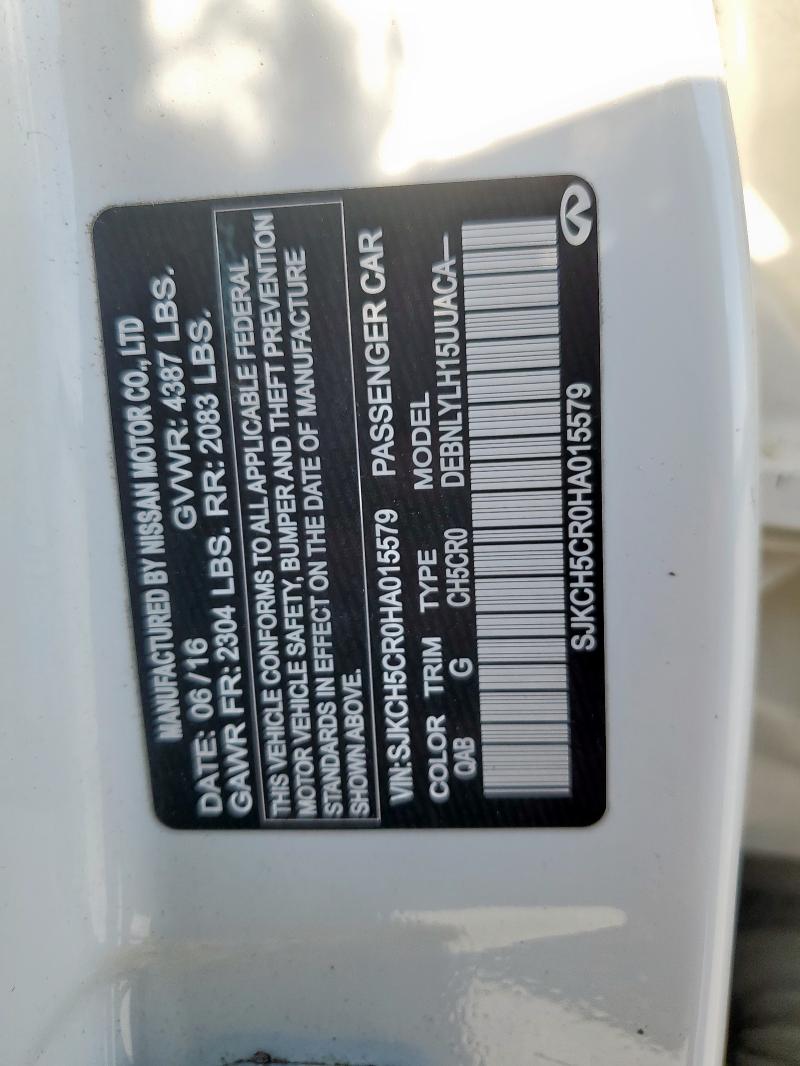 MANUFACTURED BY NISSAN MOTOR CO., LTD
DATE: 06 / 16 GVWR: 4387 LBS.
GAWR FR: 2304 LBS. RR: 2083 LBS.
THIS VEHICLE CONFORMS TO ALL APPLICABLE FEDERAL
MOTOR VEHICLE SAFETY, BUMPER AND THEFT PREVENTION
STANDARDS IN EFFECT ON THE DATE OF MANUFACTURE
SHOWN ABOVE.
VIN: SJKCH5CR0HA015579 PASSENGER CAR
COLOR TRIM TYPE MODEL
QAB G CH5CR0 DEBNLYLH15UUACA—
SJKCH5CR0HA015579